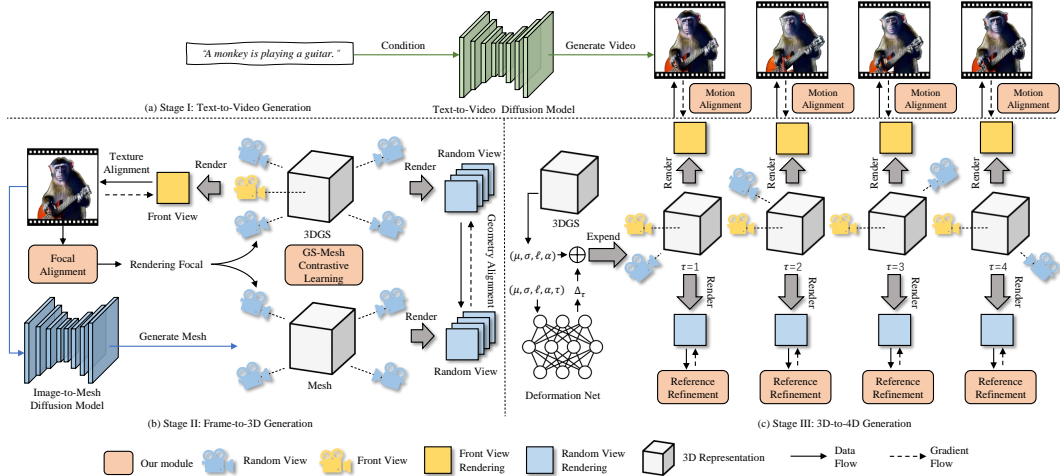 "A monkey is playing a guitar."
Condition
Generate Video
Text-to-Video Diffusion Model
(a) Stage I: Text-to-Video Generation
Motion
Alignment
Motion
Alignment
Motion
Alignment
Motion
Alignment
Render
Render
Render
Render
Texture
Alignment
Render
Front View
3DGS
Render
Random View
Focal
Alignment
Rendering Focal
GS-Mesh
Contrastive
Learning
Geometry Alignment
Generate Mesh
Mesh
Render
Random View
Image-to-Mesh
Diffusion Model
(b) Stage II: Frame-to-3D Generation
3DGS
(μ, σ, ℓ, α)
Expend
(μ, σ, ℓ, α, τ)
Δτ
Deformation Net
τ=1
τ=2
τ=3
τ=4
Render
Render
Render
Render
Reference
Refinement
Reference
Refinement
Reference
Refinement
Reference
Refinement
(c) Stage III: 3D-to-4D Generation
Our module
Random View
Front View
Front View
Rendering
Random View
Rendering
3D Representation
Data
Flow
Gradient
Flow